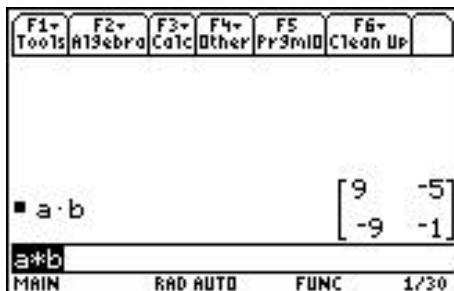 F1▾ F2▾ F3▾ F4▾ F5 F6▾
Tools Algebra Calc Other PrgmIO Clean Up
[9 -5]
▪ a·b
[-9 -1]
a*b
MAIN RAD AUTO FUNC 1/30